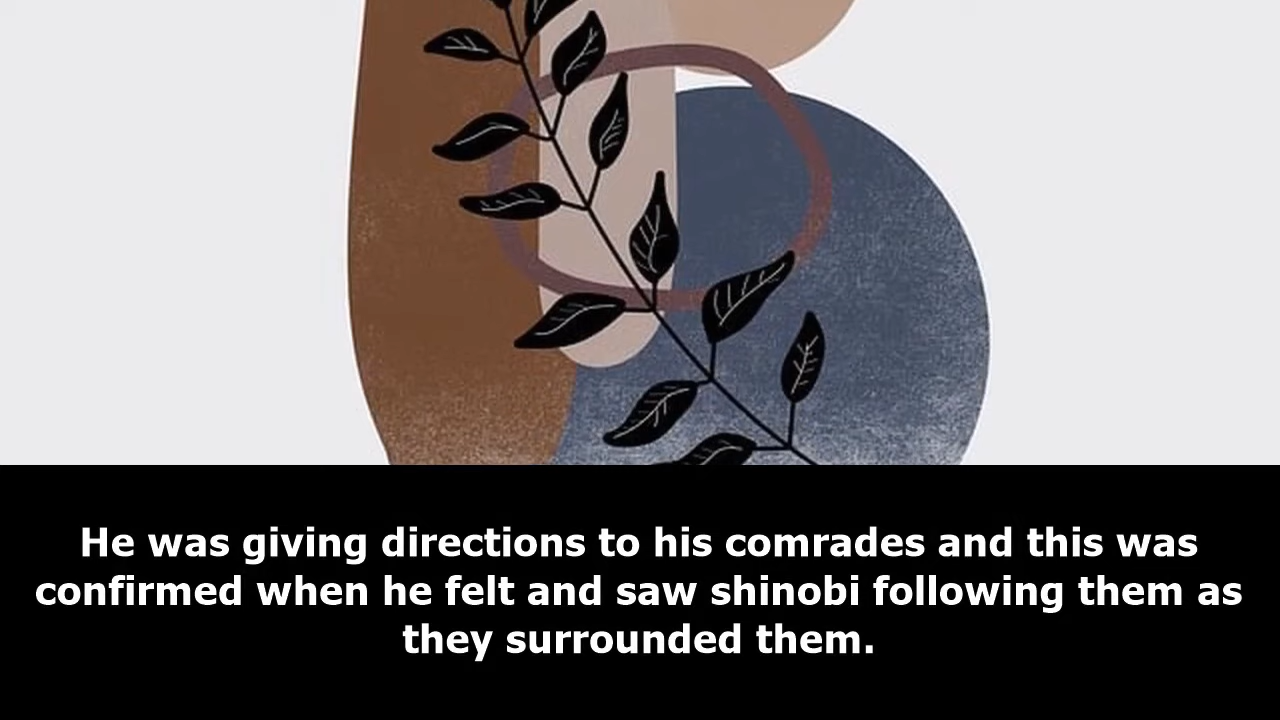 He was giving directions to his comrades and this was
confirmed when he felt and saw shinobi following them as
they surrounded them.